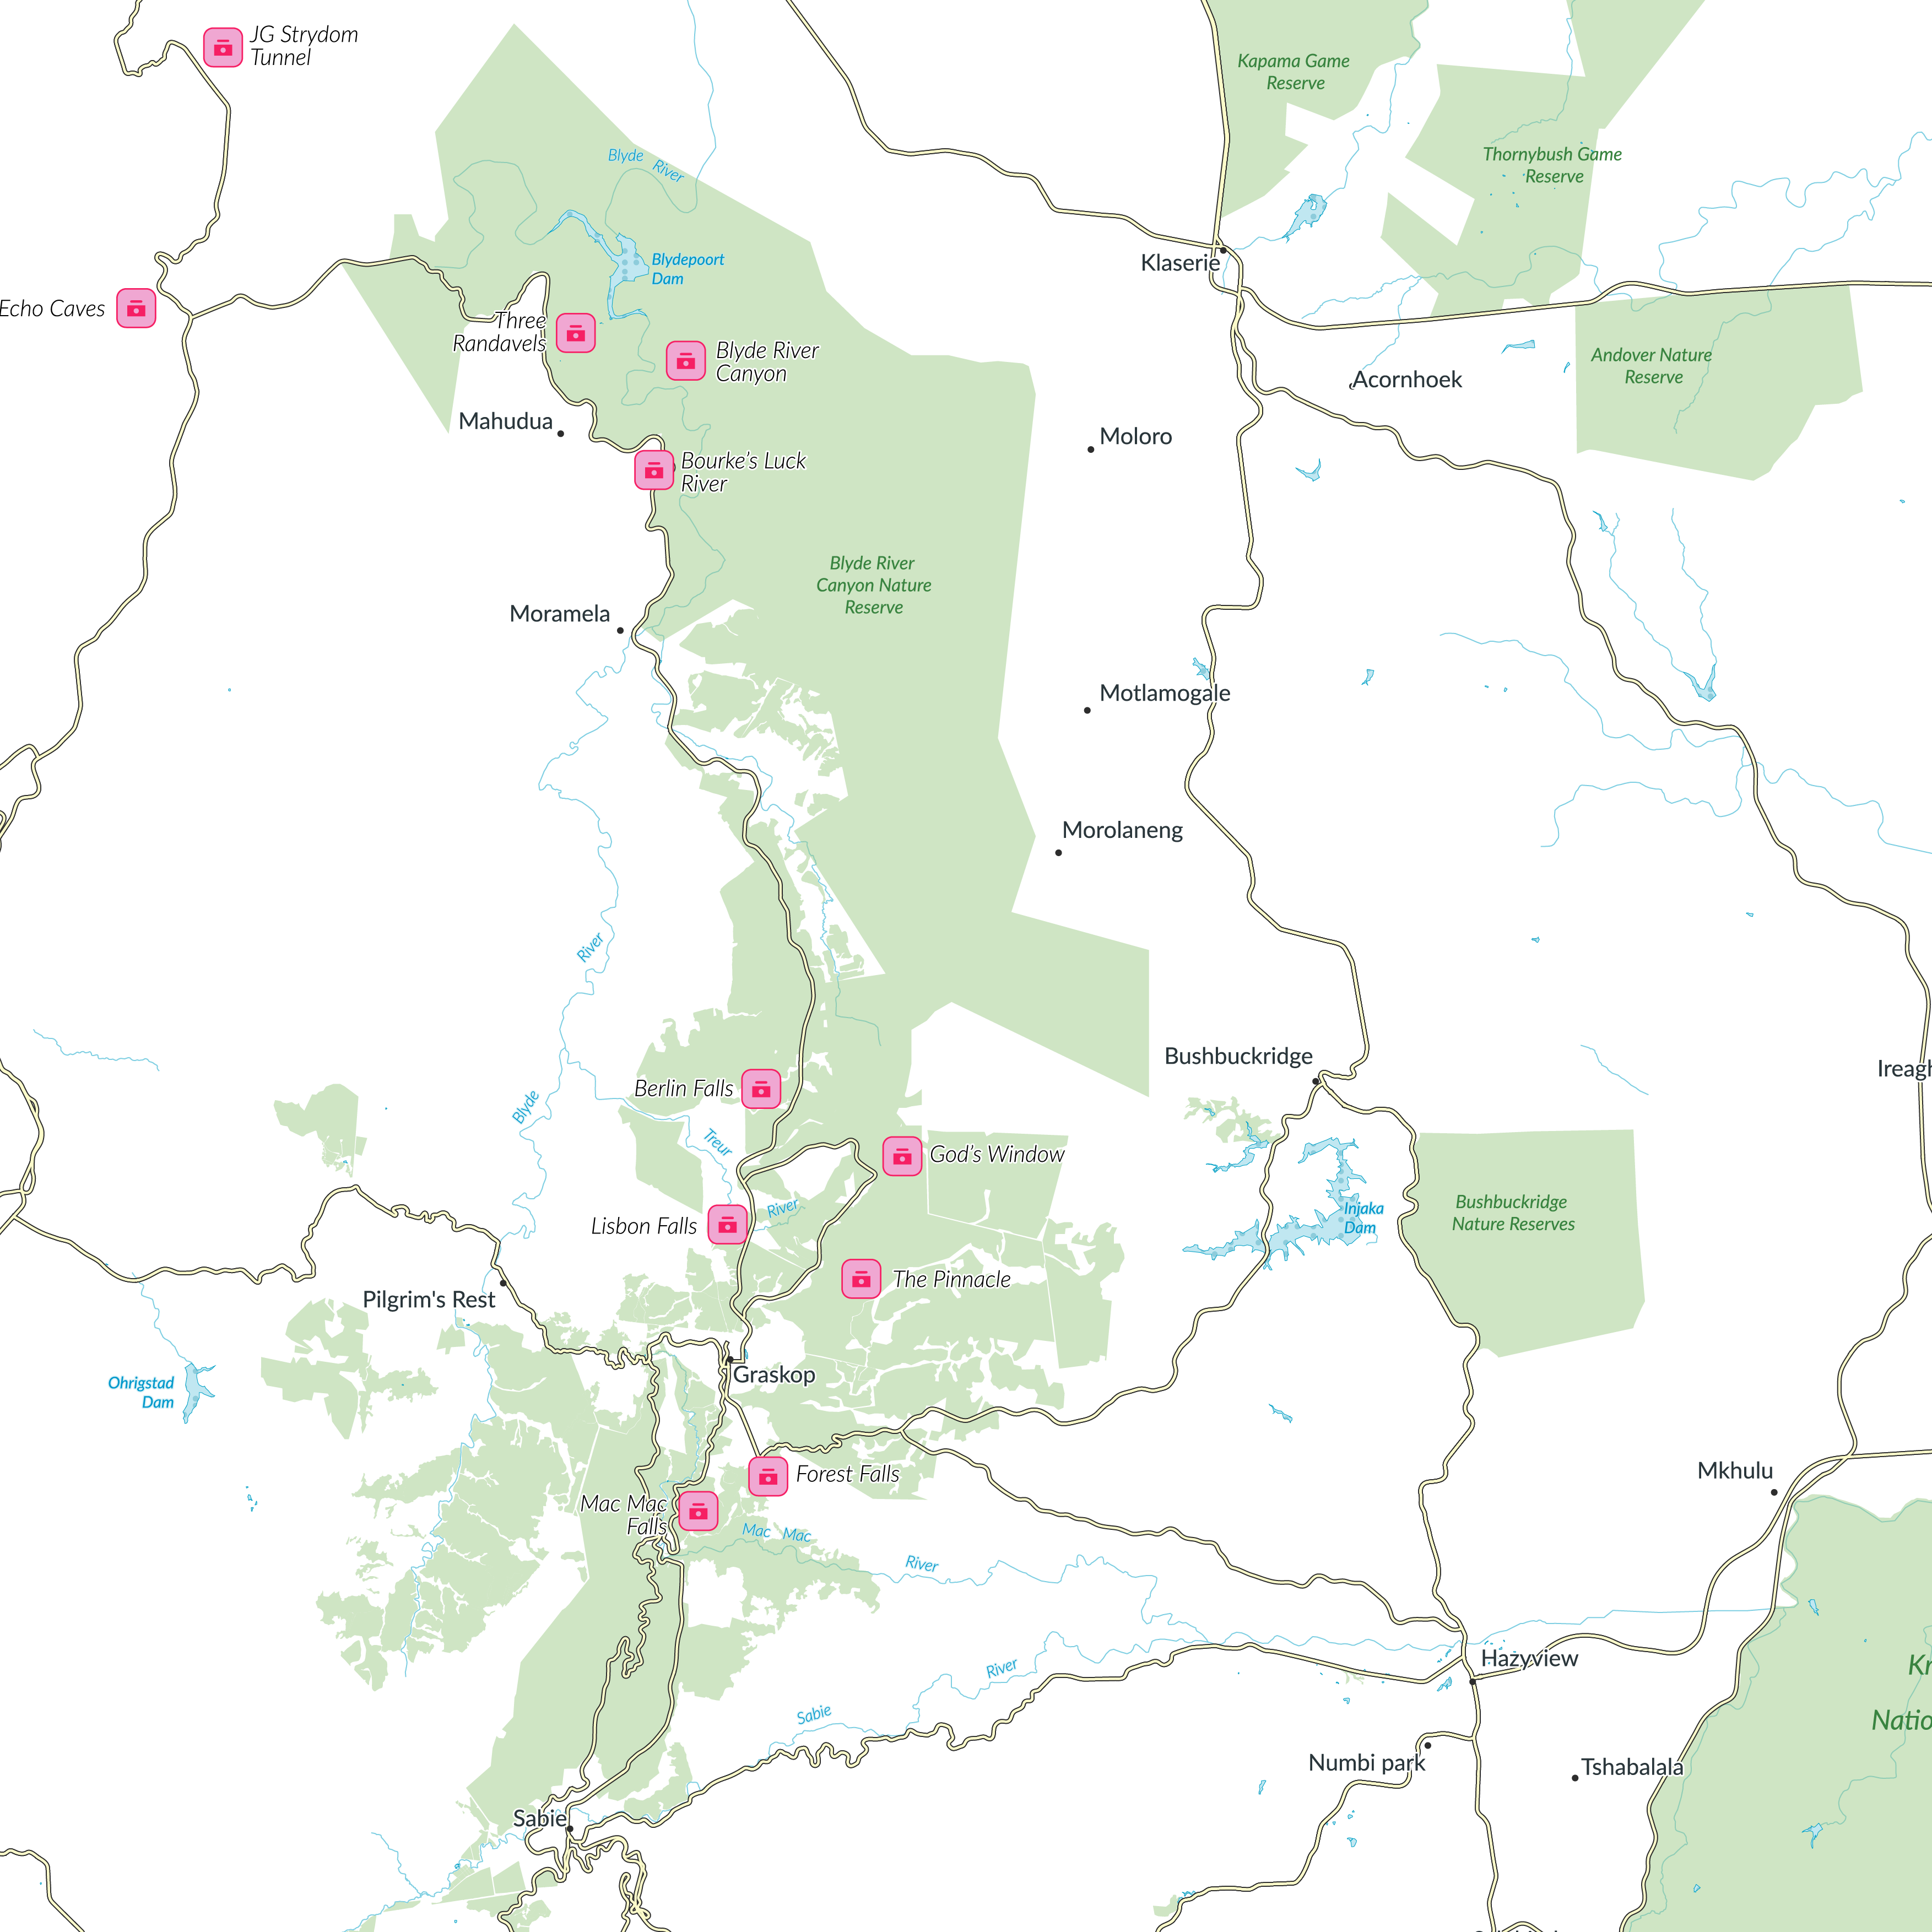 JG Strydom
Tunnel
Kapama Game
Reserve
Thornybush Game
Reserve
Blyde River
Blydepoort
Dam
Klaserie
Echo Caves
Three
Randavels
Blyde River
Canyon
Andover Nature
Reserve
Acornhoek
Mahudua
Moloro
Bourke's Luck
River
Blyde River
Canyon Nature
Reserve
Moramela
Motlamogale
Morolaneng
River
Bushbuckridge
Berlin Falls
Blyde
Treur
God's Window
River
Lisbon Falls
Injaka
Dam
Bushbuckridge
Nature Reserves
The Pinnacle
Pilgrim's Rest
Graskop
Ohrigstad
Dam
Forest Falls
Mkhulu
Mac Mac
Falls
Mac Mac
River
Hazyview
River
Sabie
Numbi park
Tshabalala
Sabie